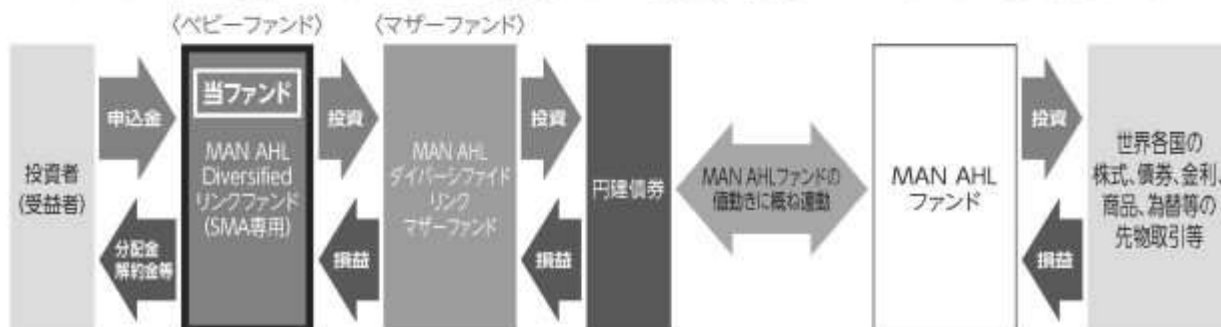 〈ベビーファンド〉
〈マザーファンド〉
投資者
(受益者)
申込金
分配金
解約金等
当ファンド
MAN AHL
Diversified
リンクファンド
(SMA専用)
投資
損益
MAN AHL
ダイバーシファイド
リンク
マザーファンド
投資
損益
円建債券
MAN AHLファンドの
値動きに概ね連動
MAN AHL
ファンド
投資
損益
世界各国の
株式、債券、金利、
商品、為替等の
先物取引等